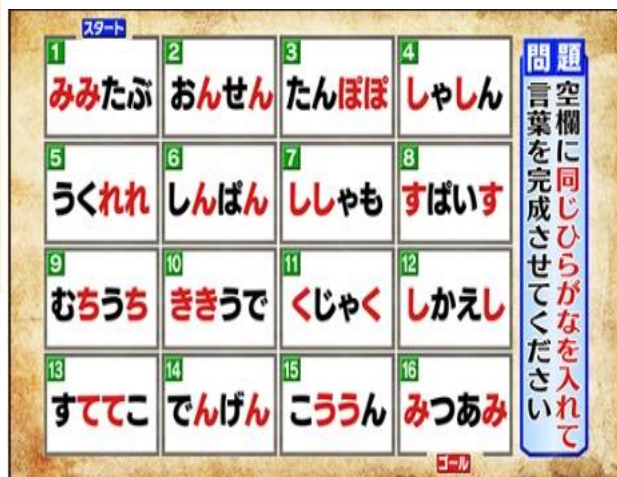 スタート
1
みみたぶ
2
おんせん
3
たんぽぽ
4
しゃしん
5
うくれれ
6
しんぱん
7
ししゃも
8
すぱいす
9
むちうち
10
ききうで
11
くじゃく
12
しかえし
13
すててこ
14
でんげん
15
こううん
16
みつあみ
ゴール
問題
空欄に同じひらがなを入れて
言葉を完成させてください